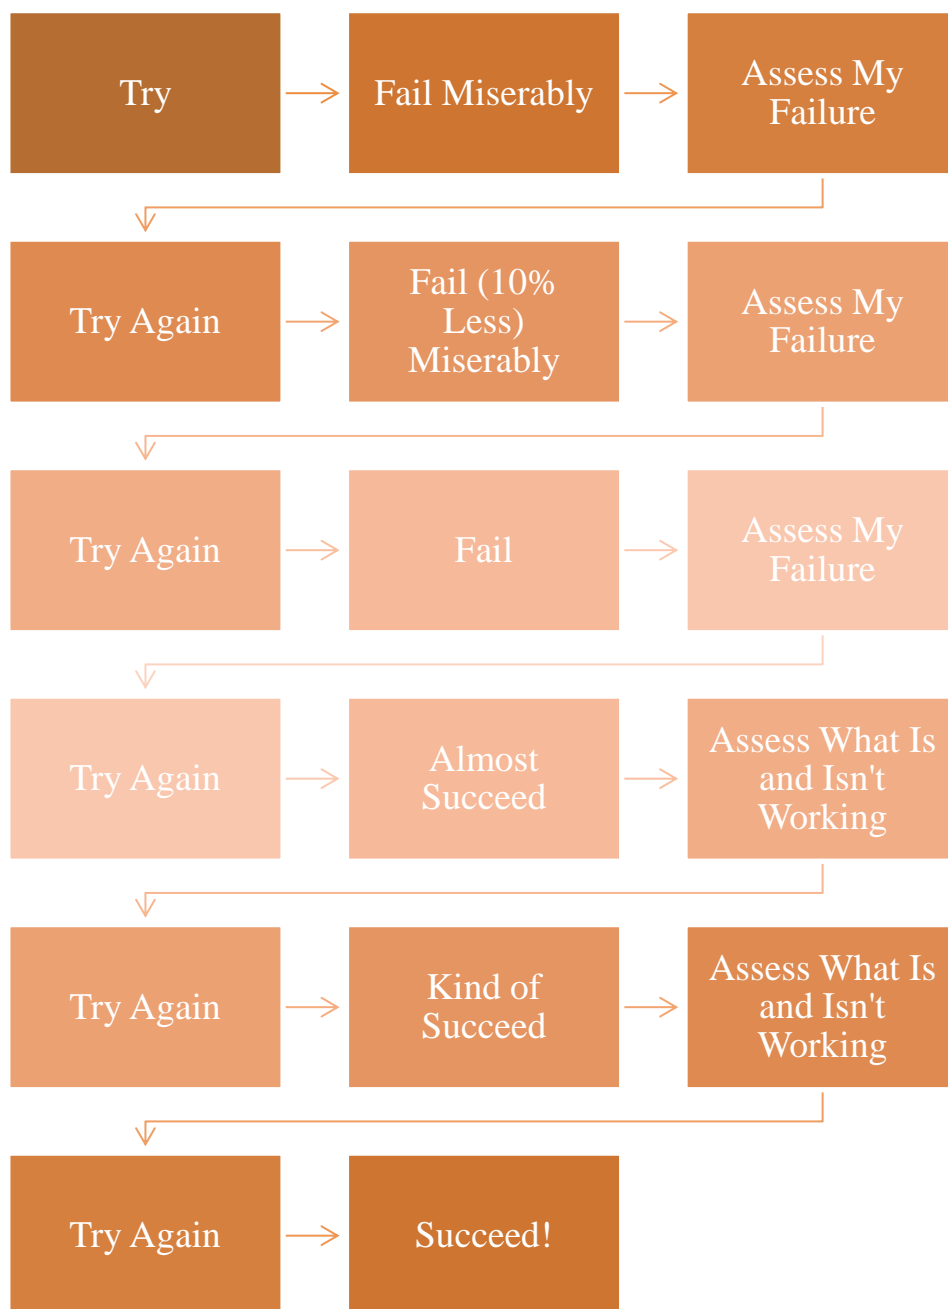 Try
Fail Miserably
Assess My
Failure
Try Again
Fail (10%
Less)
Miserably
Assess My
Failure
Try Again
Fail
Assess My
Failure
Try Again
Almost
Succeed
Assess What Is
and Isn't
Working
Try Again
Kind of
Succeed
Assess What Is
and Isn't
Working
Try Again
Succeed!